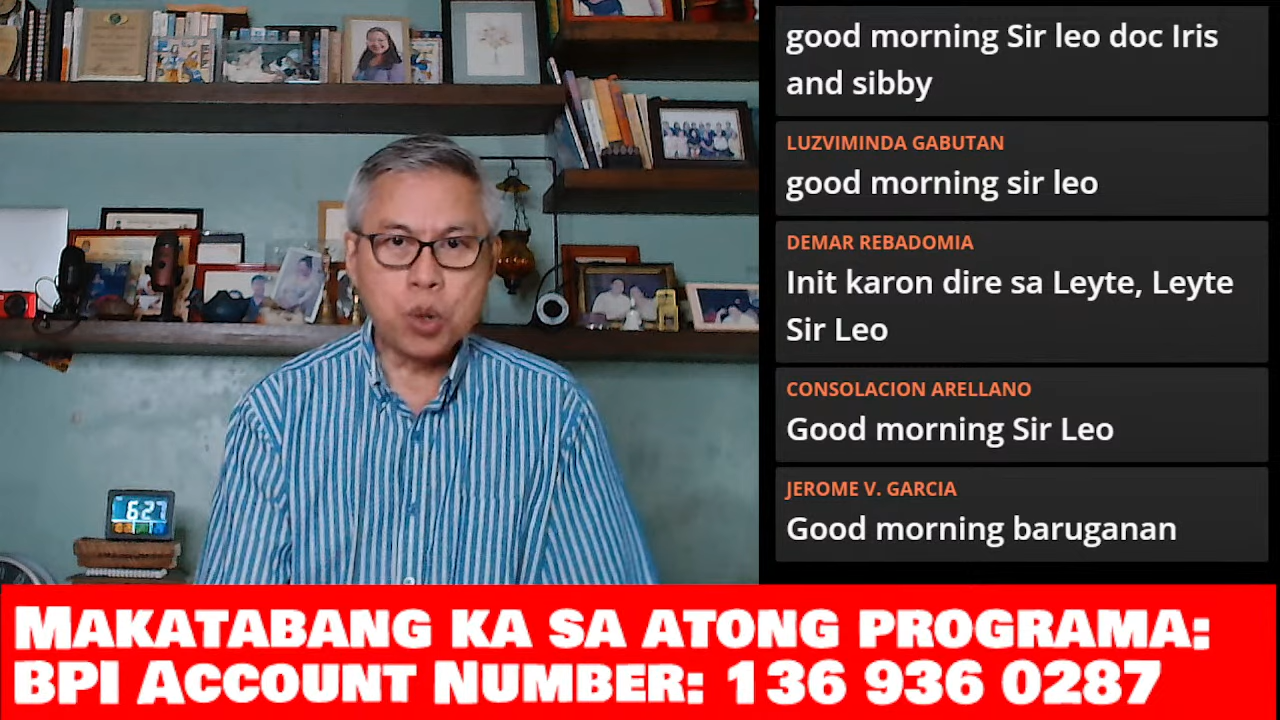 good morning Sir leo doc Iris
and sibby
LUZVIMINDA GABUTAN
good morning sir leo
DEMAR REBADOMIA
Init karon dire sa Leyte, Leyte
Sir Leo
CONSOLACION ARELLANO
Good morning Sir Leo
JEROME V. GARCIA
Good morning baruganan
6:27
MAKATABANG KA SA ATONG PROGRAMA:
BPI ACCOUNT NUMBER: 136 936 0287